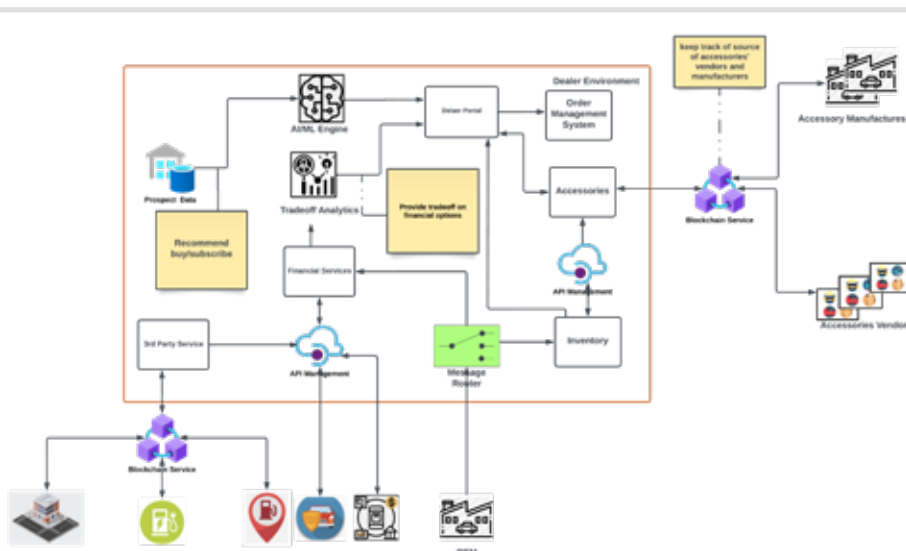 keep track of source
of accessories'
vendors and
manufacturers
Dealer Environment
Accessory Manufactures
AI/ML Engine
Portal
Order
Management
System
Prospect Data
Tradeoff Analytics
Provide tradeoff on
financial options
Accessories
Blockchain Service
Recommend
buy/subscribe
Financial Services
API Management
Accessories Vendor
3rd Party Service
API Management
Message
Router
Inventory
Blockchain Service